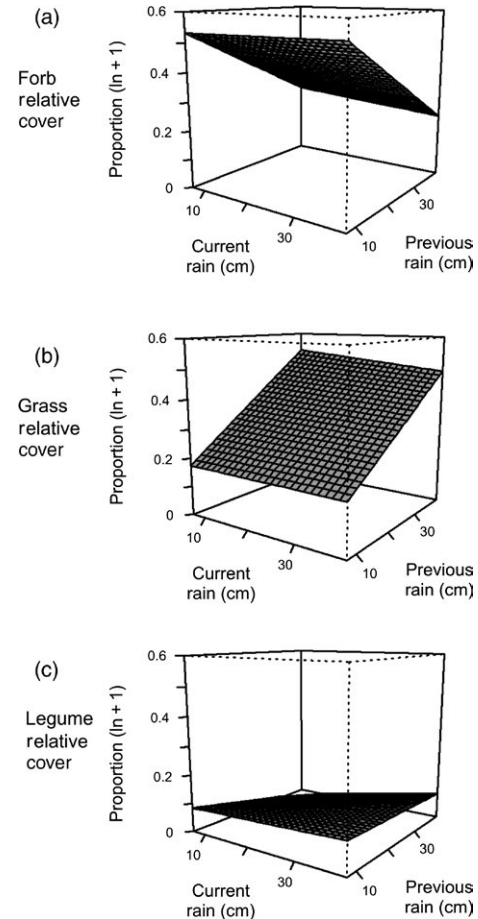 (a)
Forb
relative
cover
Proportion (ln + 1)
0.6
0.4
0.2
0
10
30
Current
rain (cm)
10
30
Previous
rain (cm)
(b)
Grass
relative
cover
Proportion (ln + 1)
0.6
0.4
0.2
0
10
30
Current
rain (cm)
10
30
Previous
rain (cm)
(c)
Legume
relative
cover
Proportion (ln + 1)
0.6
0.4
0.2
0
10
30
Current
rain (cm)
10
30
Previous
rain (cm)